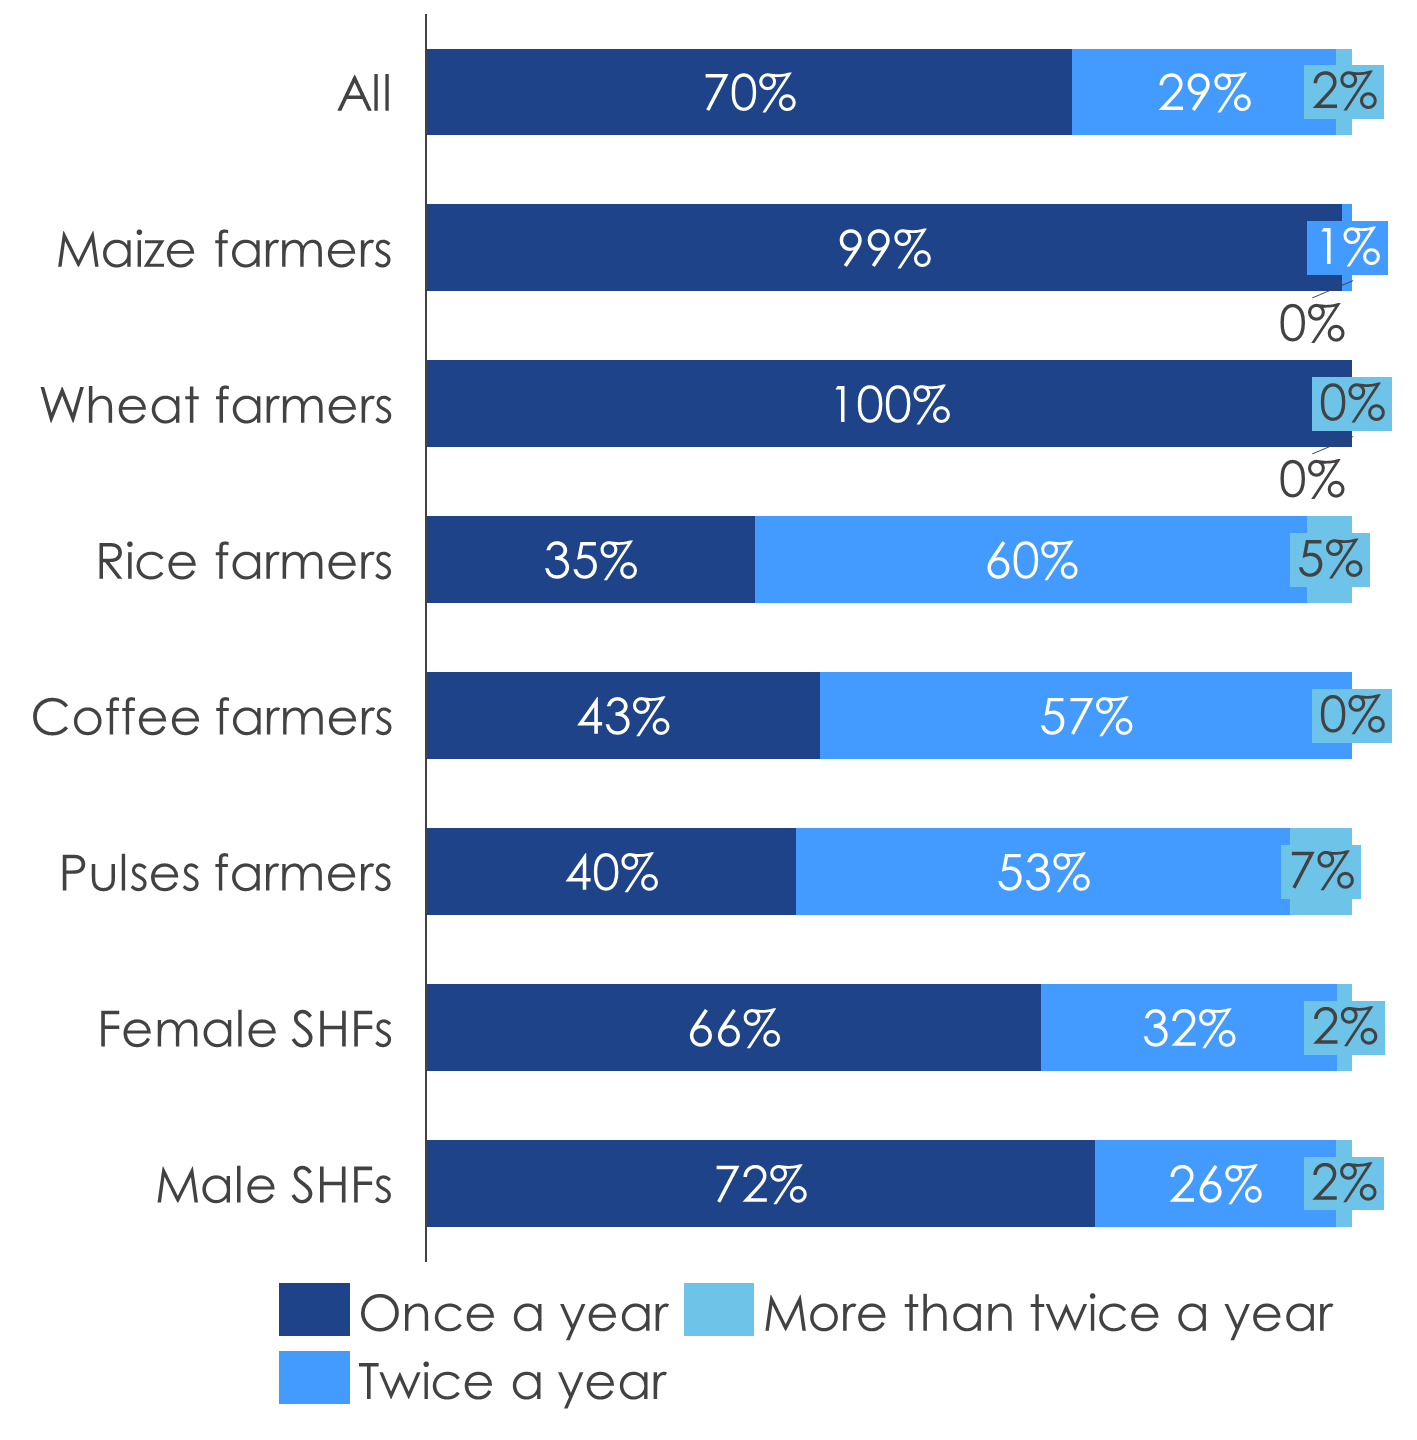 All 70% 29% 2%
Maize farmers 99% 1%
0%
Wheat farmers 100% 0%
0%
Rice farmers 35% 60% 5%
Coffee farmers 43% 57% 0%
Pulses farmers 40% 53% 7%
Female SHFs 66% 32% 2%
Male SHFs 72% 26% 2%
Once a year More than twice a year
Twice a year